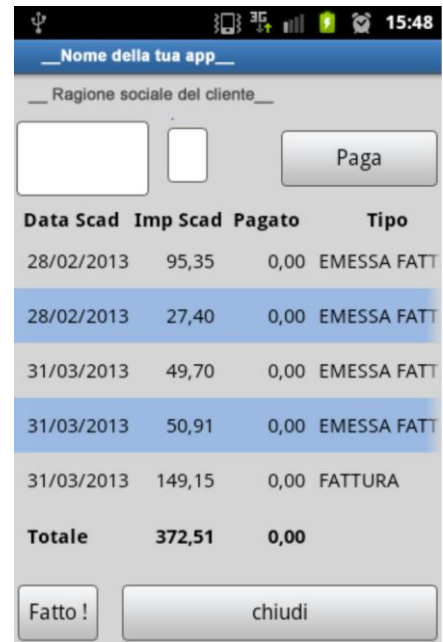 3G 15:48
__Nome della tua app__
__ Ragione sociale del cliente__
Paga
Data Scad Imp Scad Pagato Tipo
28/02/2013 95,35 0,00 EMESSA FATT
28/02/2013 27,40 0,00 EMESSA FATT
31/03/2013 49,70 0,00 EMESSA FATT
31/03/2013 50,91 0,00 EMESSA FATT
31/03/2013 149,15 0,00 FATTURA
Totale 372,51 0,00
Fatto ! chiudi